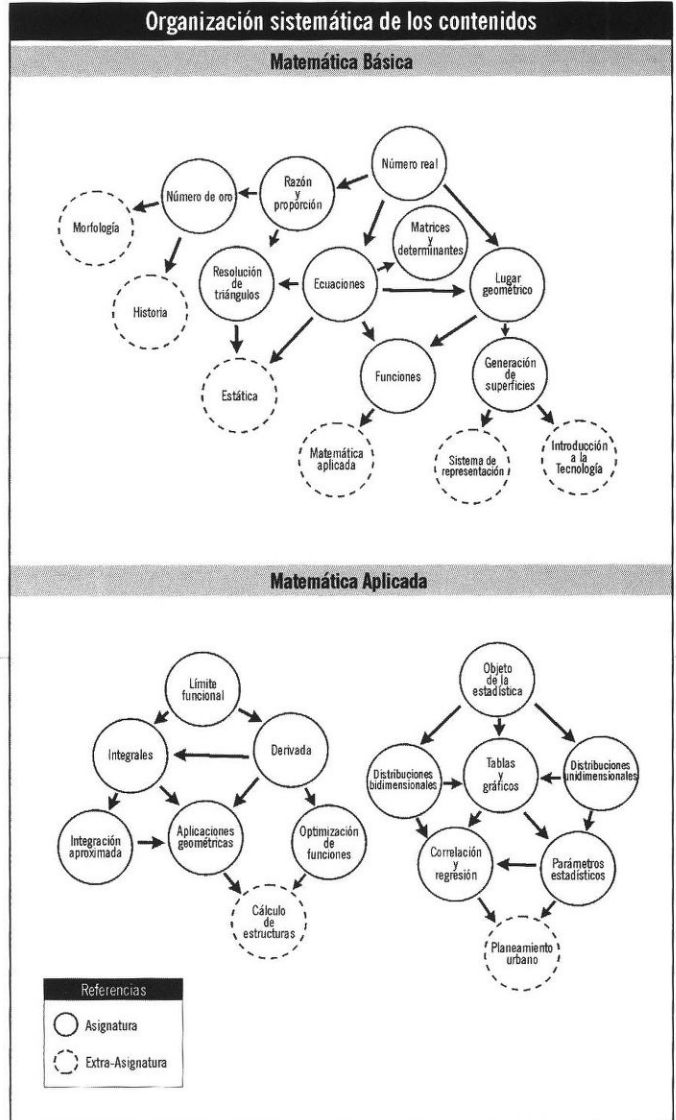 Organización sistemática de los contenidos
Matemática Básica
Número real
Razón
y
proporción
Número de oro
Morfología
Matrices
y
determinantes
Resolución
de
triángulos
Ecuaciones
Lugar
geométrico
Historia
Estática
Funciones
Generación
de
superficies
Matemática
aplicada
Sistema de
representación
Introducción
a la
Tecnología
Matemática Aplicada
Límite
funcional
Integrales
Derivada
Integración
aproximada
Aplicaciones
geométricas
Optimización
de
funciones
Cálculo
de
estructuras
Objeto
de la
estadística
Distribuciones
bidimensionales
Tablas
y
gráficos
Distribuciones
unidimensionales
Correlación
y
regresión
Parámetros
estadísticos
Planeamiento
urbano
Referencias
Asignatura
Extra-Asignatura